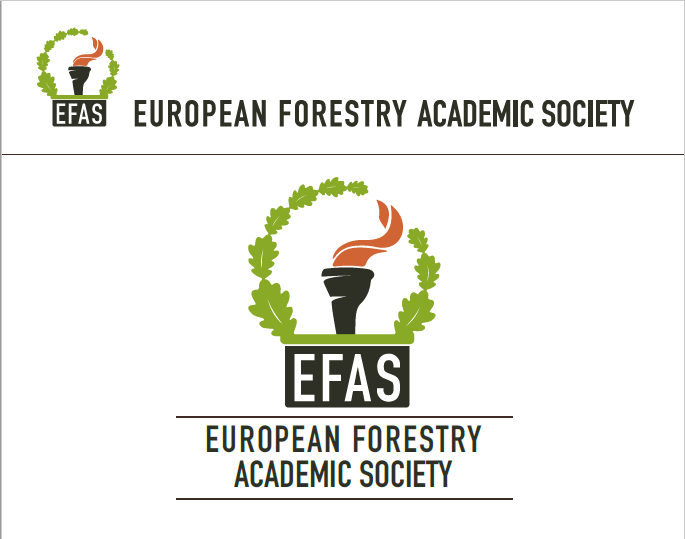 EFAS
EUROPEAN FORESTRY ACADEMIC SOCIETY
EFAS
EUROPEAN FORESTRY
ACADEMIC SOCIETY